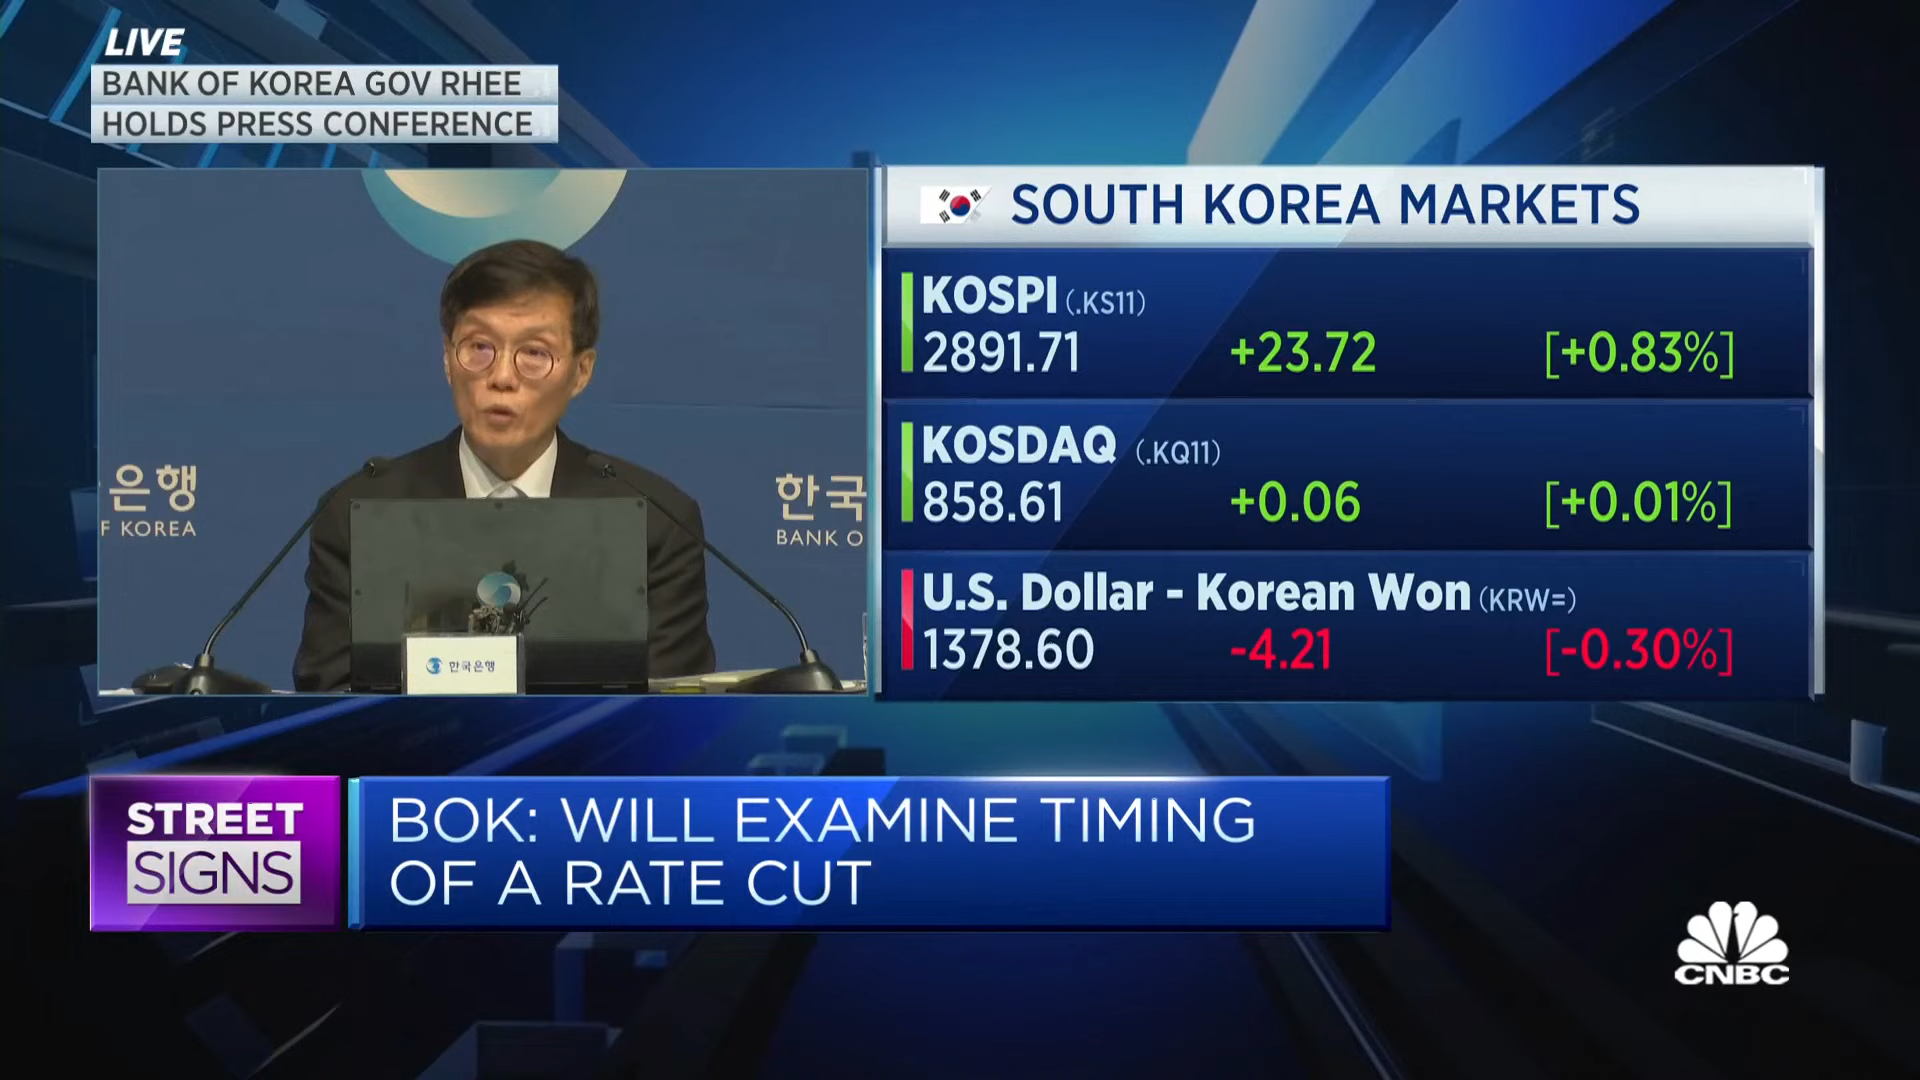 LIVE
BANK OF KOREA GOV RHEE
HOLDS PRESS CONFERENCE
은행
F KOREA
한국
BANK O
한국은행
SOUTH KOREA MARKETS
KOSPI (.KS11)
2891.71 +23.72 [+0.83%]
KOSDAQ (.KQ11)
858.61 +0.06 [+0.01%]
U.S. Dollar - Korean Won (KRW=)
1378.60 -4.21 [-0.30%]
STREET
SIGNS
BOK: WILL EXAMINE TIMING
OF A RATE CUT
CNBC